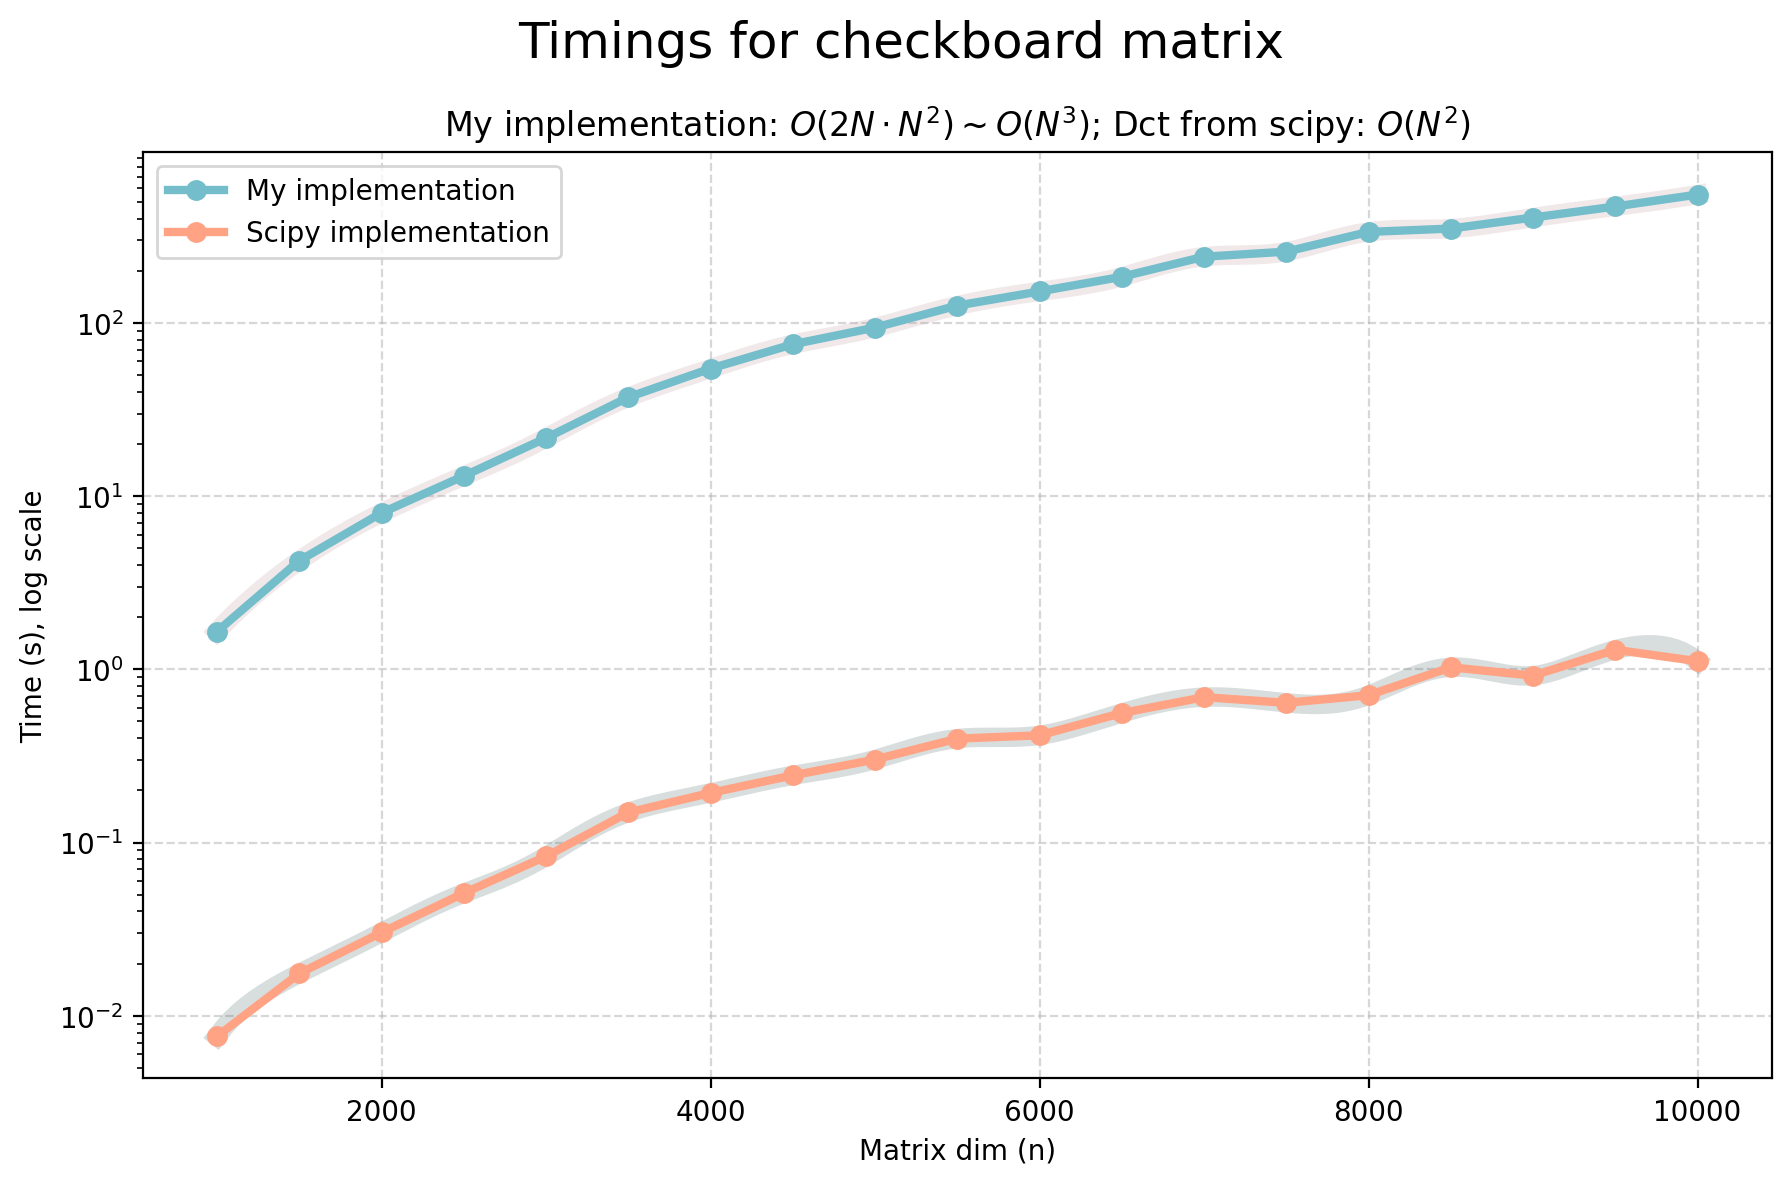 Timings for checkboard matrix
My implementation: O(2N · N²) ~ O(N³); Dct from scipy: O(N²)
My implementation
Scipy implementation
Time (s), log scale
10²
10¹
10⁰
10⁻¹
10⁻²
2000 4000 6000 8000 10000
Matrix dim (n)